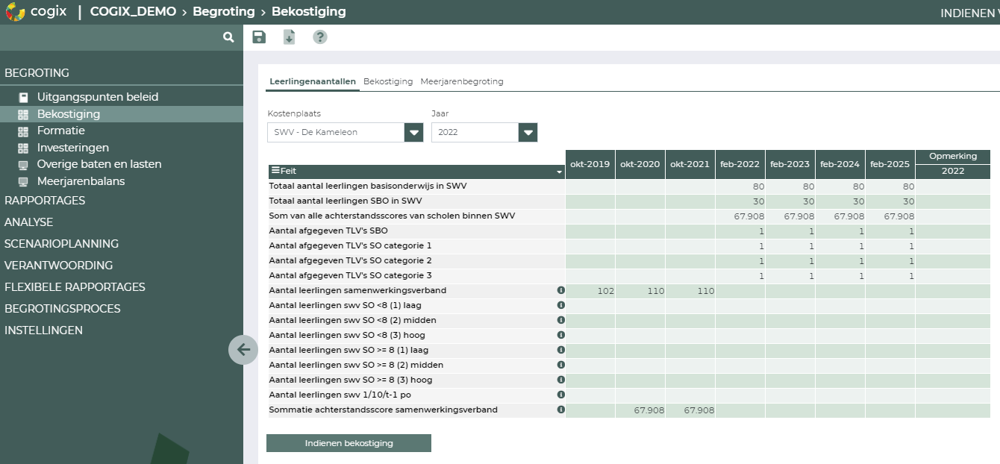 cogix | COGIX_DEMO › Begroting › Bekostiging
INDIENEN
BEGROTING
Uitgangspunten beleid
Bekostiging
Formatie
Investeringen
Overige baten en lasten
Meerjarenbalans
RAPPORTAGES
ANALYSE
SCENARIOPLANNING
VERANTWOORDING
FLEXIBELE RAPPORTAGES
BEGROTINGSPROCES
INSTELLINGEN
Leerlingenaantallen Bekostiging Meerjarenbegroting
Kostenplaats Jaar
SWV - De Kameleon 2022
Feit okt-2019 okt-2020 okt-2021 feb-2022 feb-2023 feb-2024 feb-2025 Opmerking
2022
Totaal aantal leerlingen basisonderwijs in SWV 80 80 80 80
Totaal aantal leerlingen SBO in SWV 30 30 30 30
Som van alle achterstandsscores van scholen binnen SWV 67.908 67.908 67.908 67.908
Aantal afgegeven TLV's SBO 1 1 1 1
Aantal afgegeven TLV's SO categorie 1 1 1 1 1
Aantal afgegeven TLV's SO categorie 2 1 1 1 1
Aantal afgegeven TLV's SO categorie 3 1 1 1 1
Aantal leerlingen samenwerkingsverband 102 110 110
Aantal leerlingen swv SO <8 (1) laag
Aantal leerlingen swv SO <8 (2) midden
Aantal leerlingen swv SO <8 (3) hoog
Aantal leerlingen swv SO >= 8 (1) laag
Aantal leerlingen swv SO >= 8 (2) midden
Aantal leerlingen swv SO >= 8 (3) hoog
Aantal leerlingen swv 1/10/t-1 po
Sommatie achterstandsscore samenwerkingsverband 67.908 67.908
Indienen bekostiging